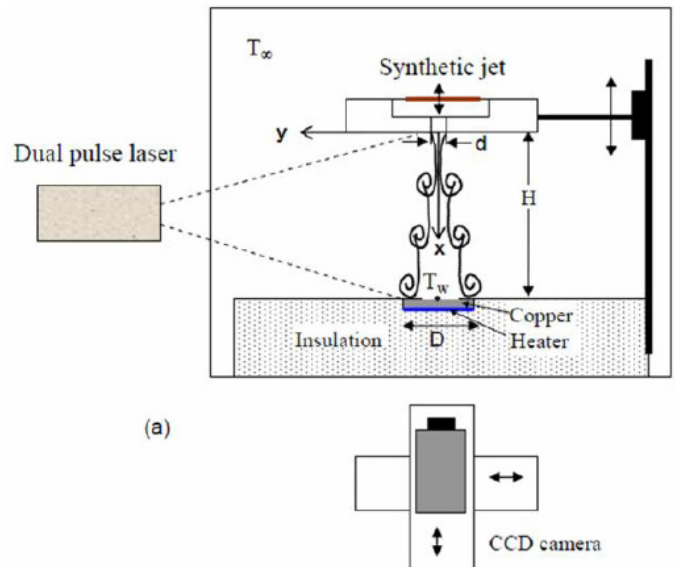 T∞
Synthetic jet
y
d
Dual pulse laser
H
x
Tw
Copper
Insulation
D
Heater
(a)
CCD camera